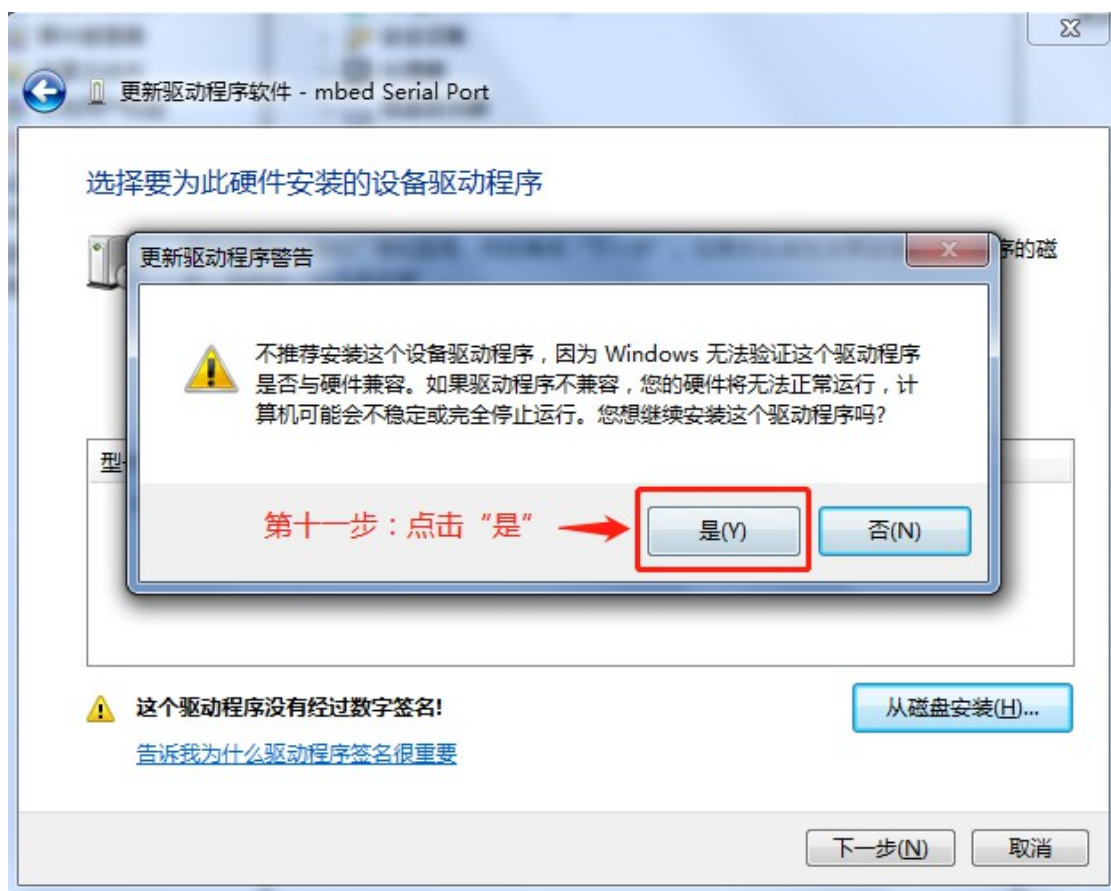 更新驱动程序软件 - mbed Serial Port
选择要为此硬件安装的设备驱动程序
序的磁
更新驱动程序警告
不推荐安装这个设备驱动程序，因为 Windows 无法验证这个驱动程序
是否与硬件兼容。如果驱动程序不兼容，您的硬件将无法正常运行，计
算机可能会不稳定或完全停止运行。您想继续安装这个驱动程序吗?
型
第十一步：点击“是”
是(Y)
否(N)
这个驱动程序没有经过数字签名!
从磁盘安装(H)...
告诉我为什么驱动程序签名很重要
下一步(N)
取消